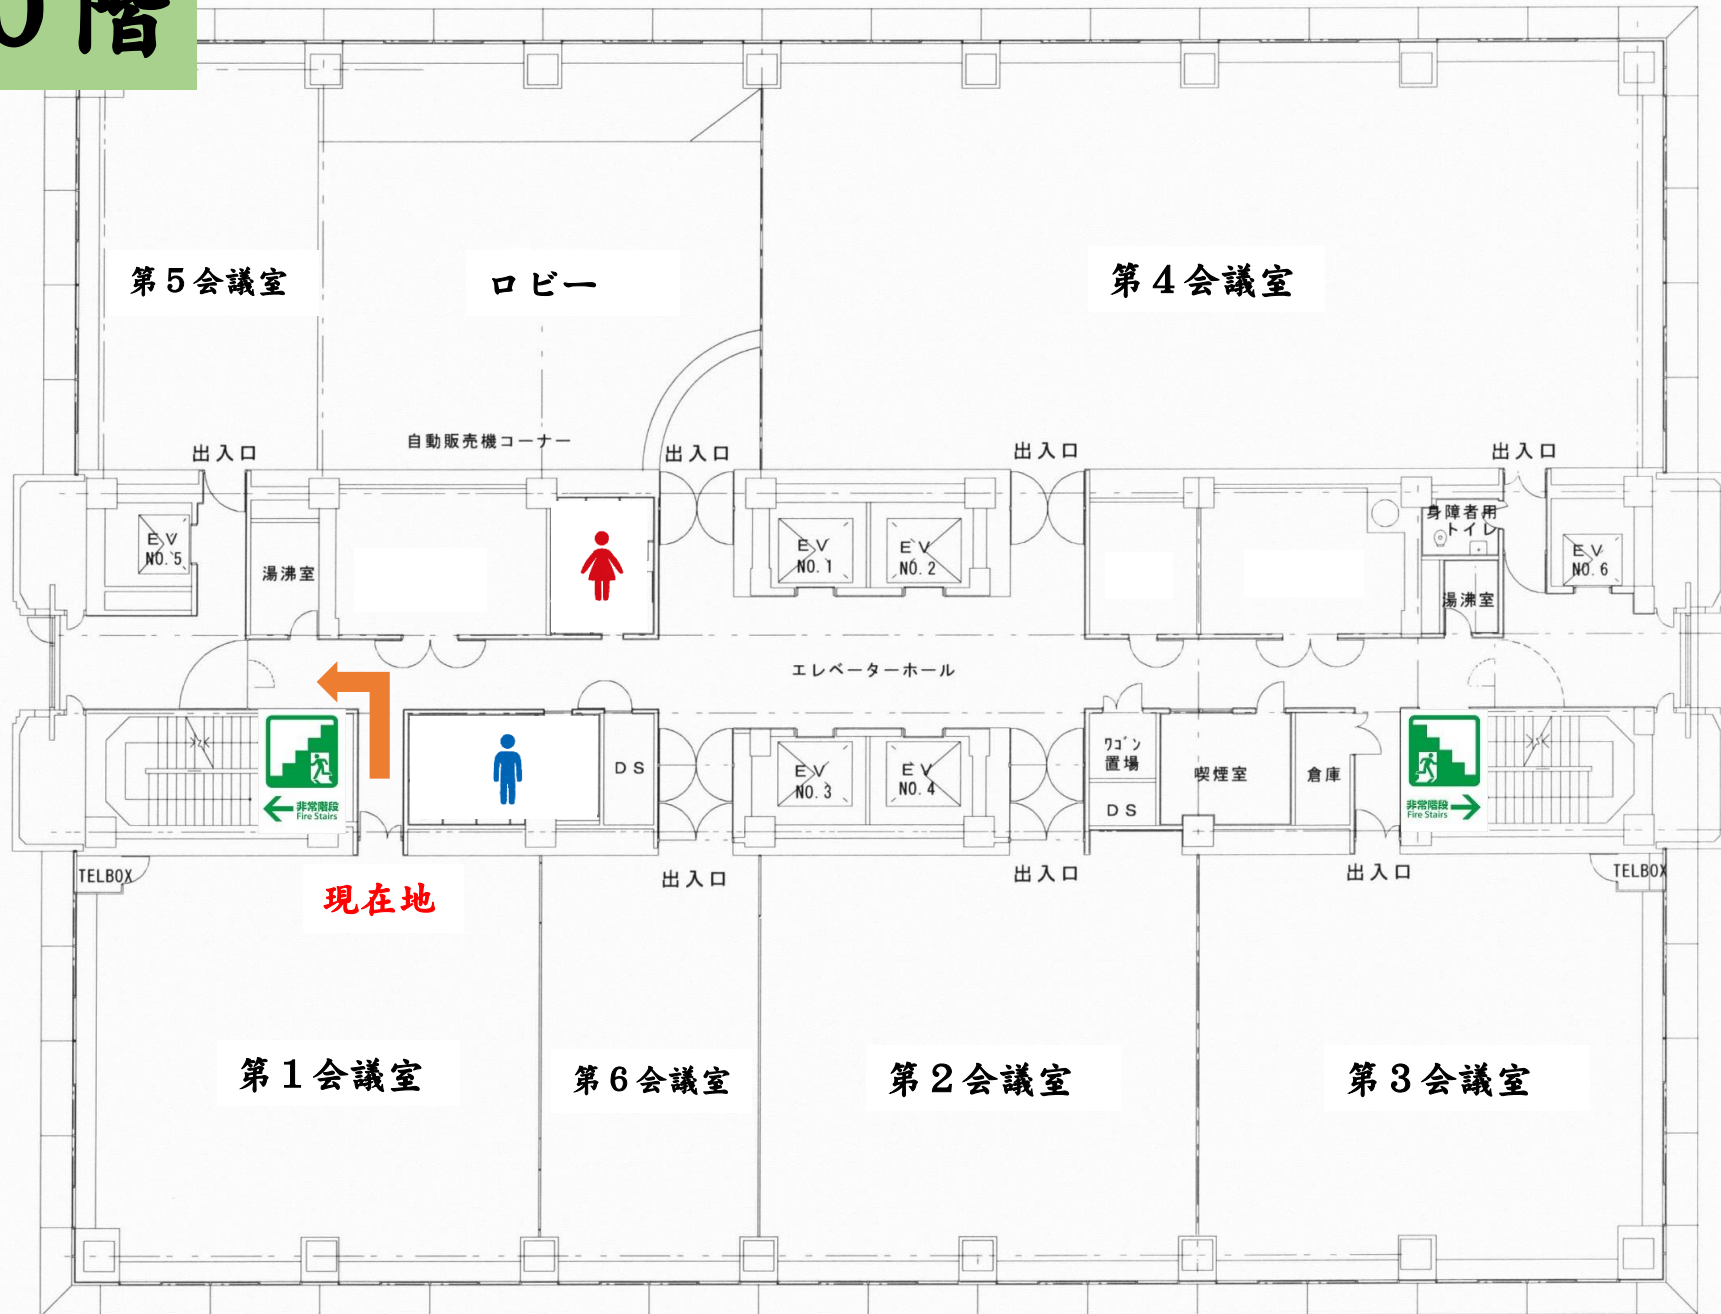 0階
第5会議室
ロビー
第4会議室
自動販売機コーナー
出入口
出入口
出入口
出入口
EV
NO.5
湯沸室
EV
NO.1
EV
NO.2
身障者用
トイレ
湯沸室
EV
NO.6
エレベーターホール
非常階段
Fire Stairs
DS
EV
NO.3
EV
NO.4
ワゴン
置場
DS
喫煙室
倉庫
非常階段
Fire Stairs
TELBOX
現在地
出入口
出入口
出入口
TELBOX
第1会議室
第6会議室
第2会議室
第3会議室